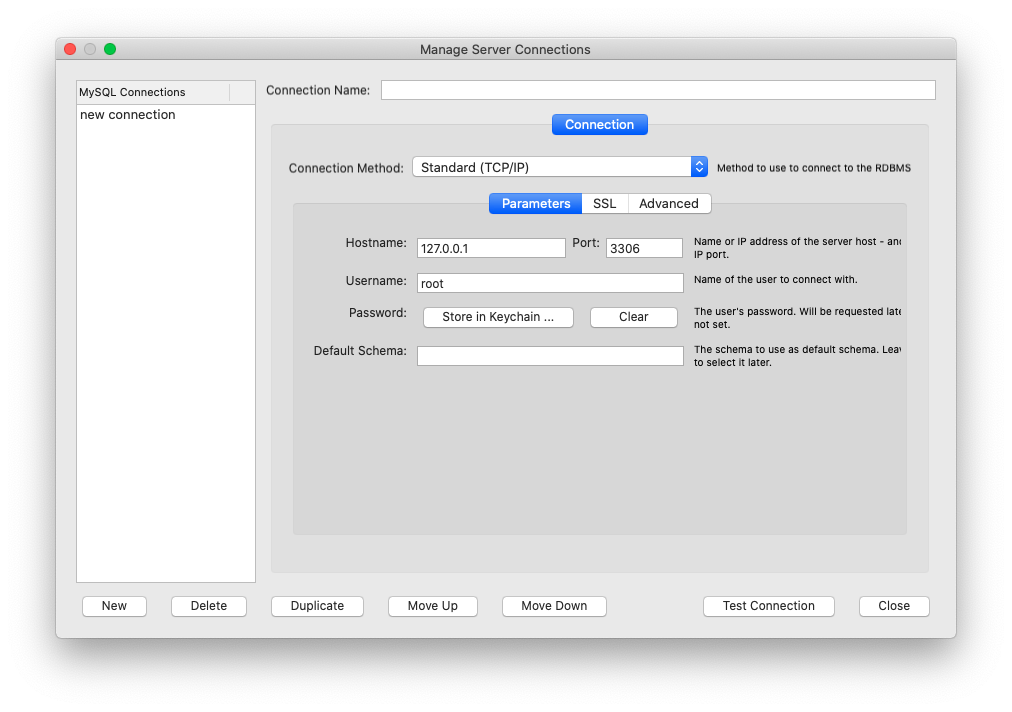 Manage Server Connections
MySQL Connections
new connection
Connection Name:
Connection
Connection Method: Standard (TCP/IP) Method to use to connect to the RDBMS
Parameters SSL Advanced
Hostname: 127.0.0.1 Port: 3306 Name or IP address of the server host - and
IP port.
Username: root Name of the user to connect with.
Password: Store in Keychain ... Clear The user's password. Will be requested late
not set.
Default Schema: The schema to use as default schema. Leav
to select it later.
New Delete Duplicate Move Up Move Down Test Connection Close